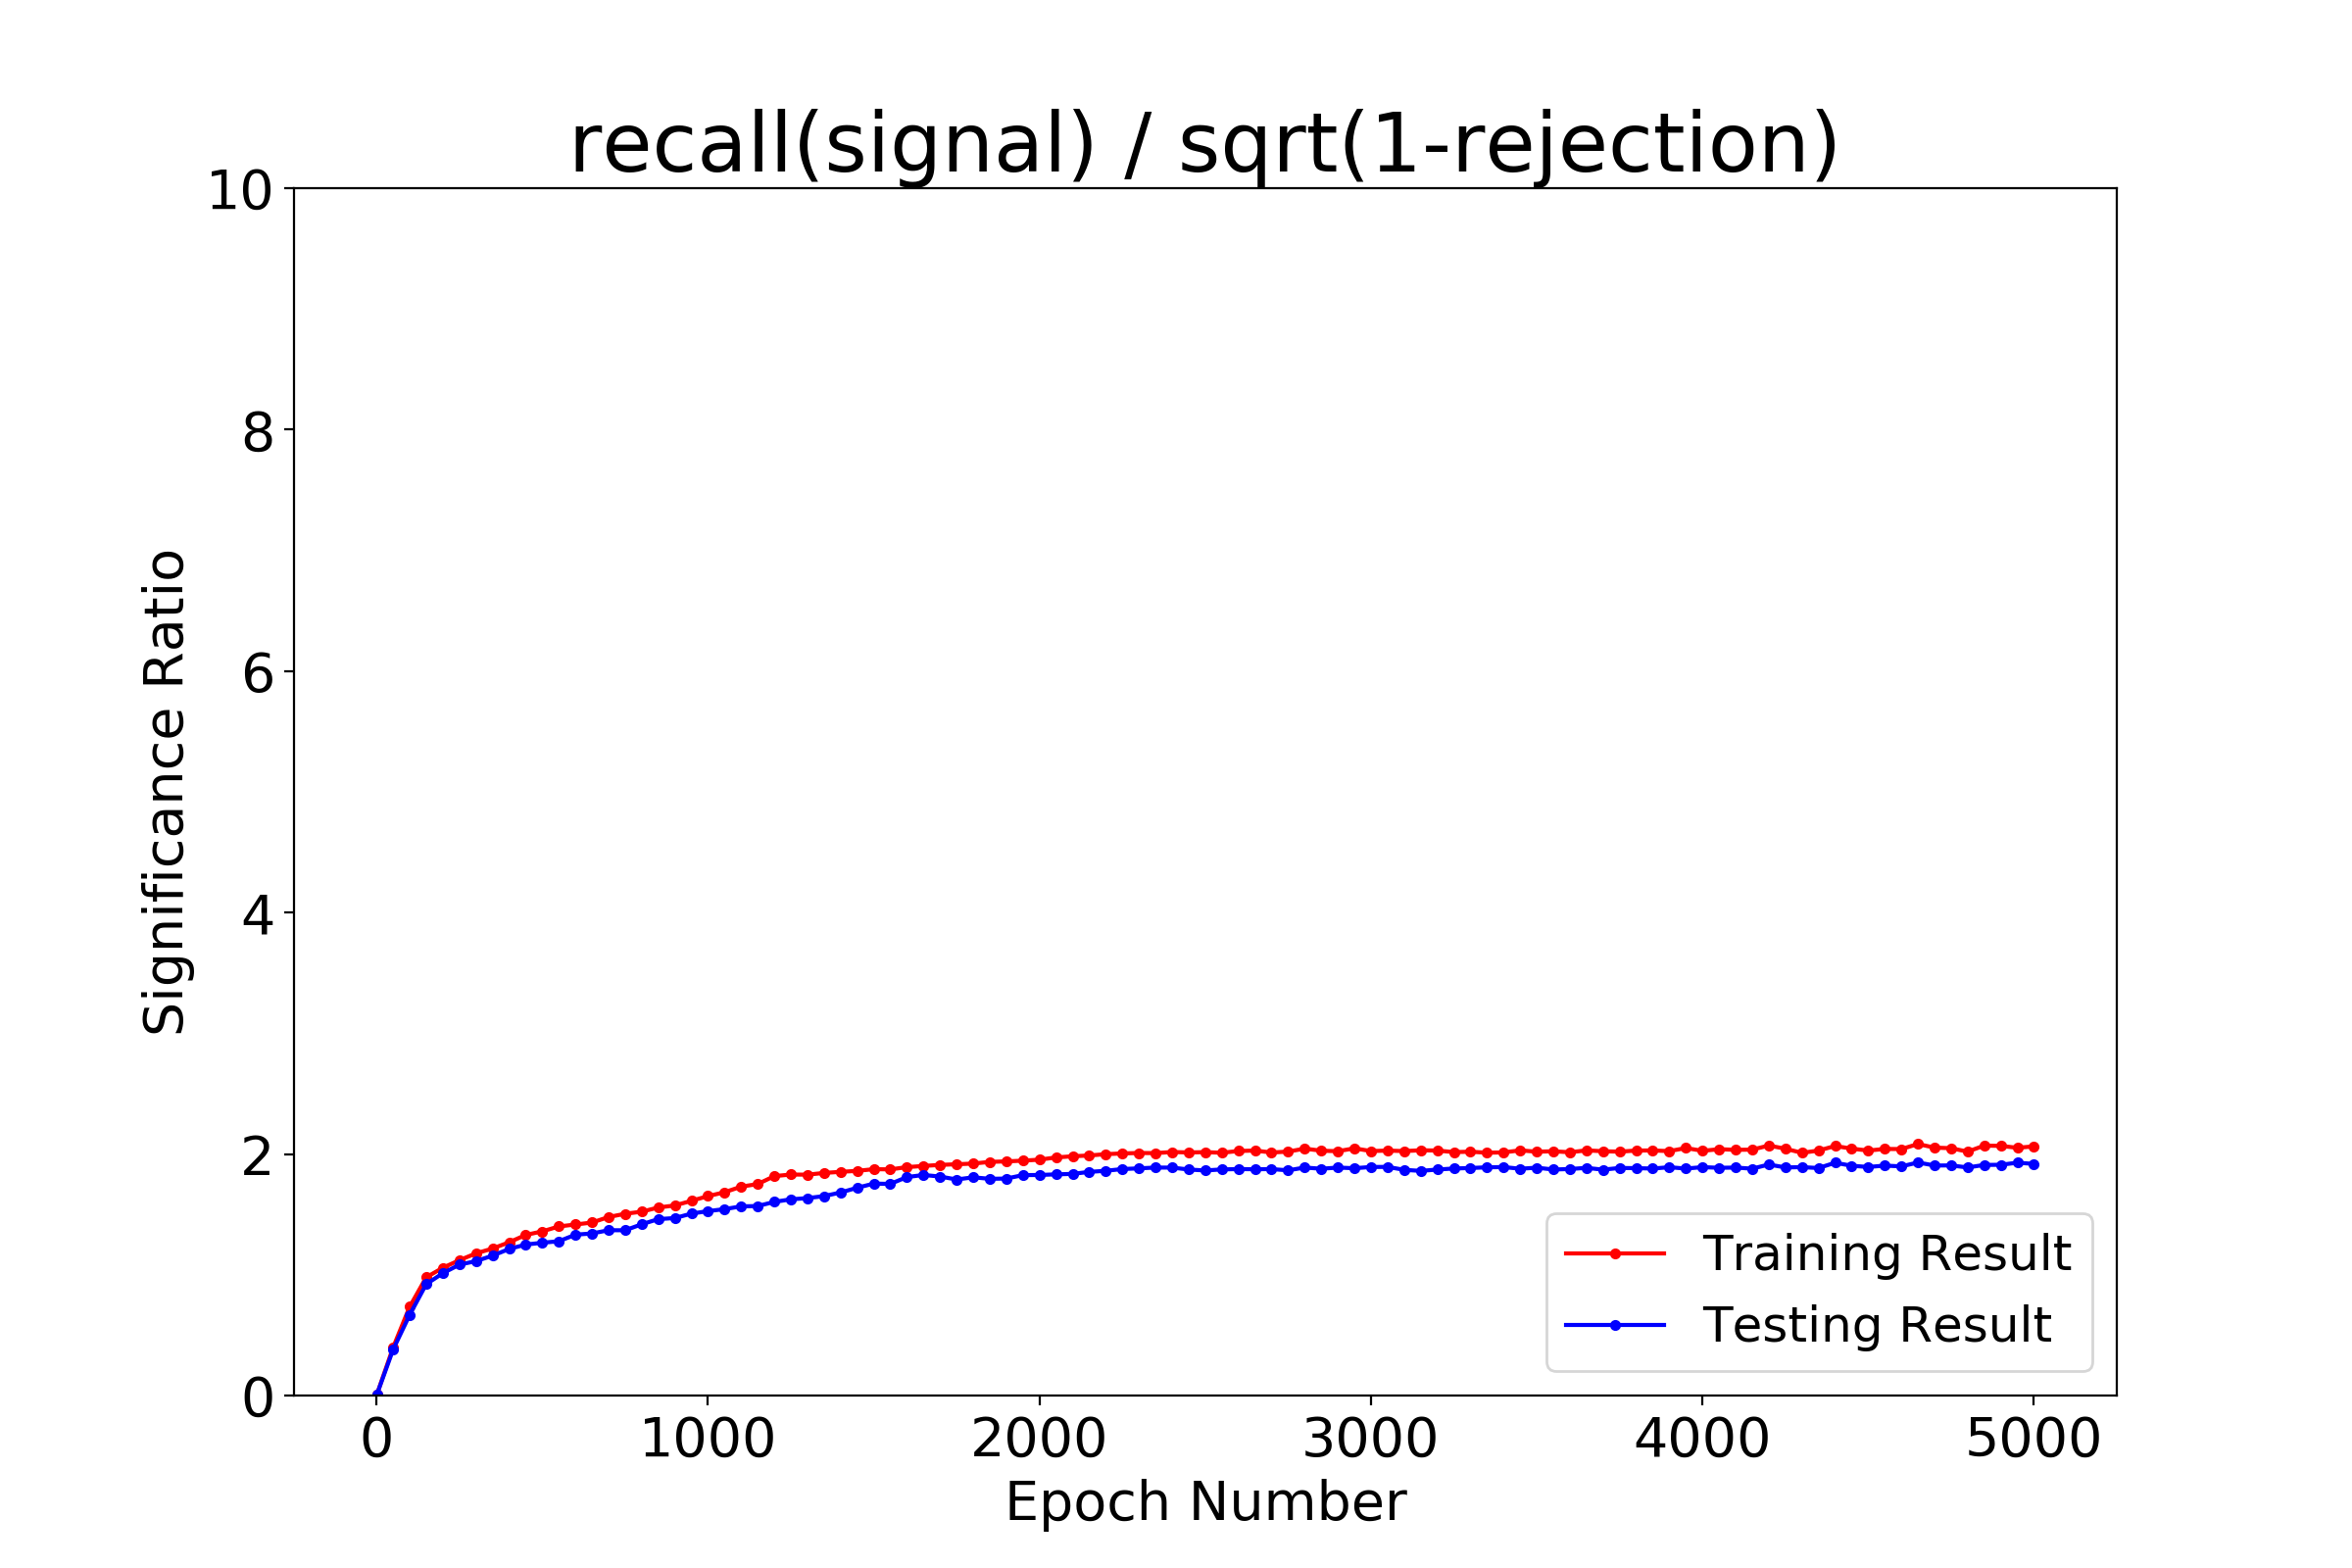 recall(signal) / sqrt(1-rejection)
10
8
6
4
2
0
Significance Ratio
Training Result
Testing Result
0 1000 2000 3000 4000 5000
Epoch Number